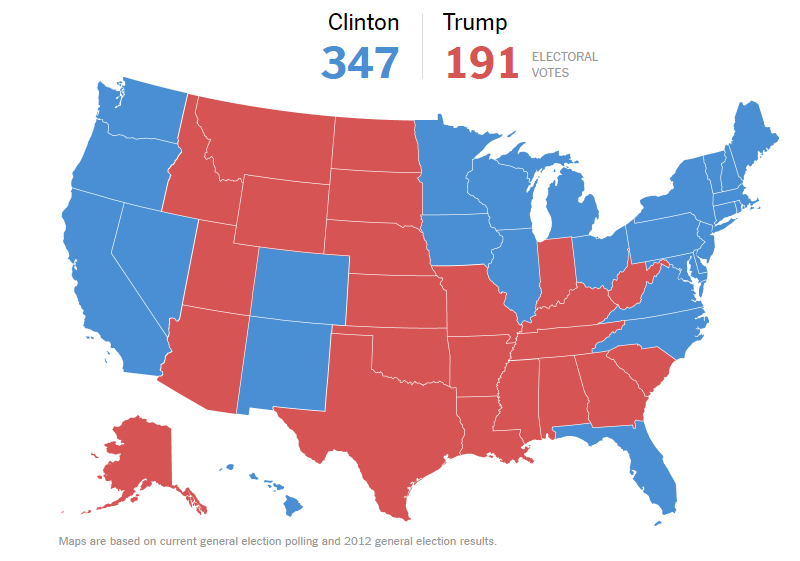 Clinton Trump
347 191 ELECTORAL
VOTES
Maps are based on current general election polling and 2012 general election results.